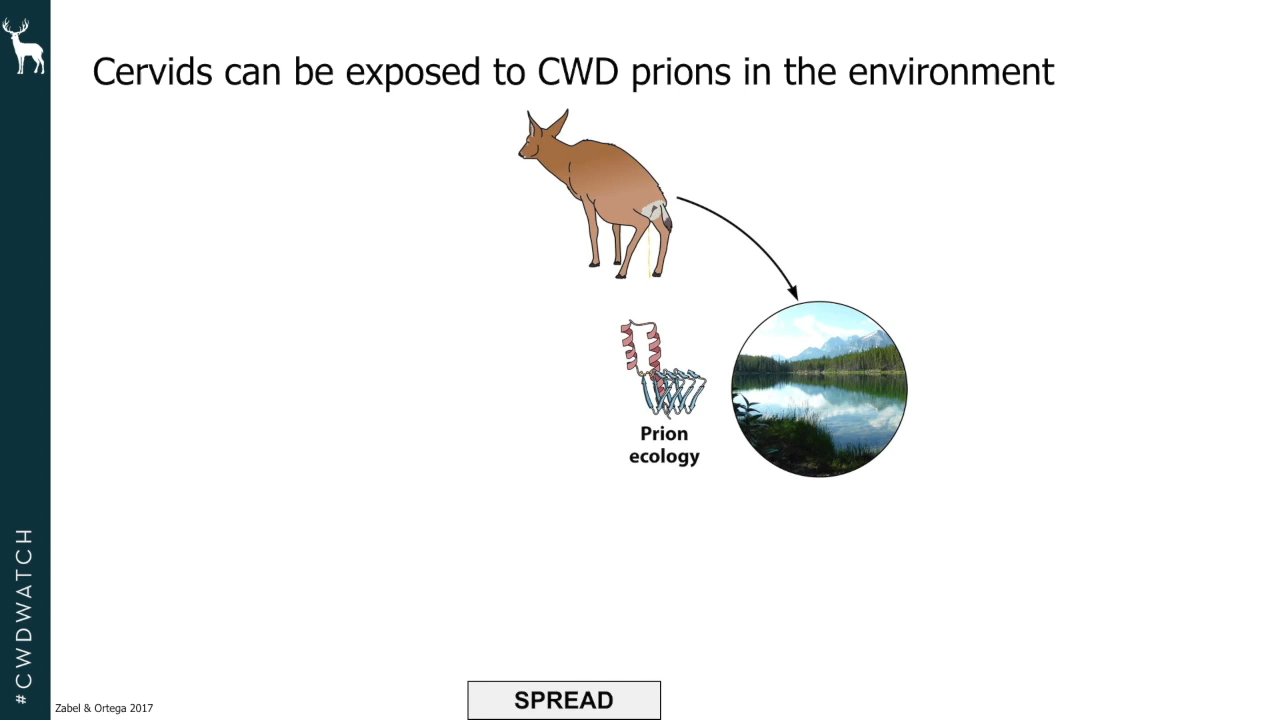 Cervids can be exposed to CWD prions in the environment
Prion
ecology
#CWDWATCH
Zabel & Ortega 2017
SPREAD